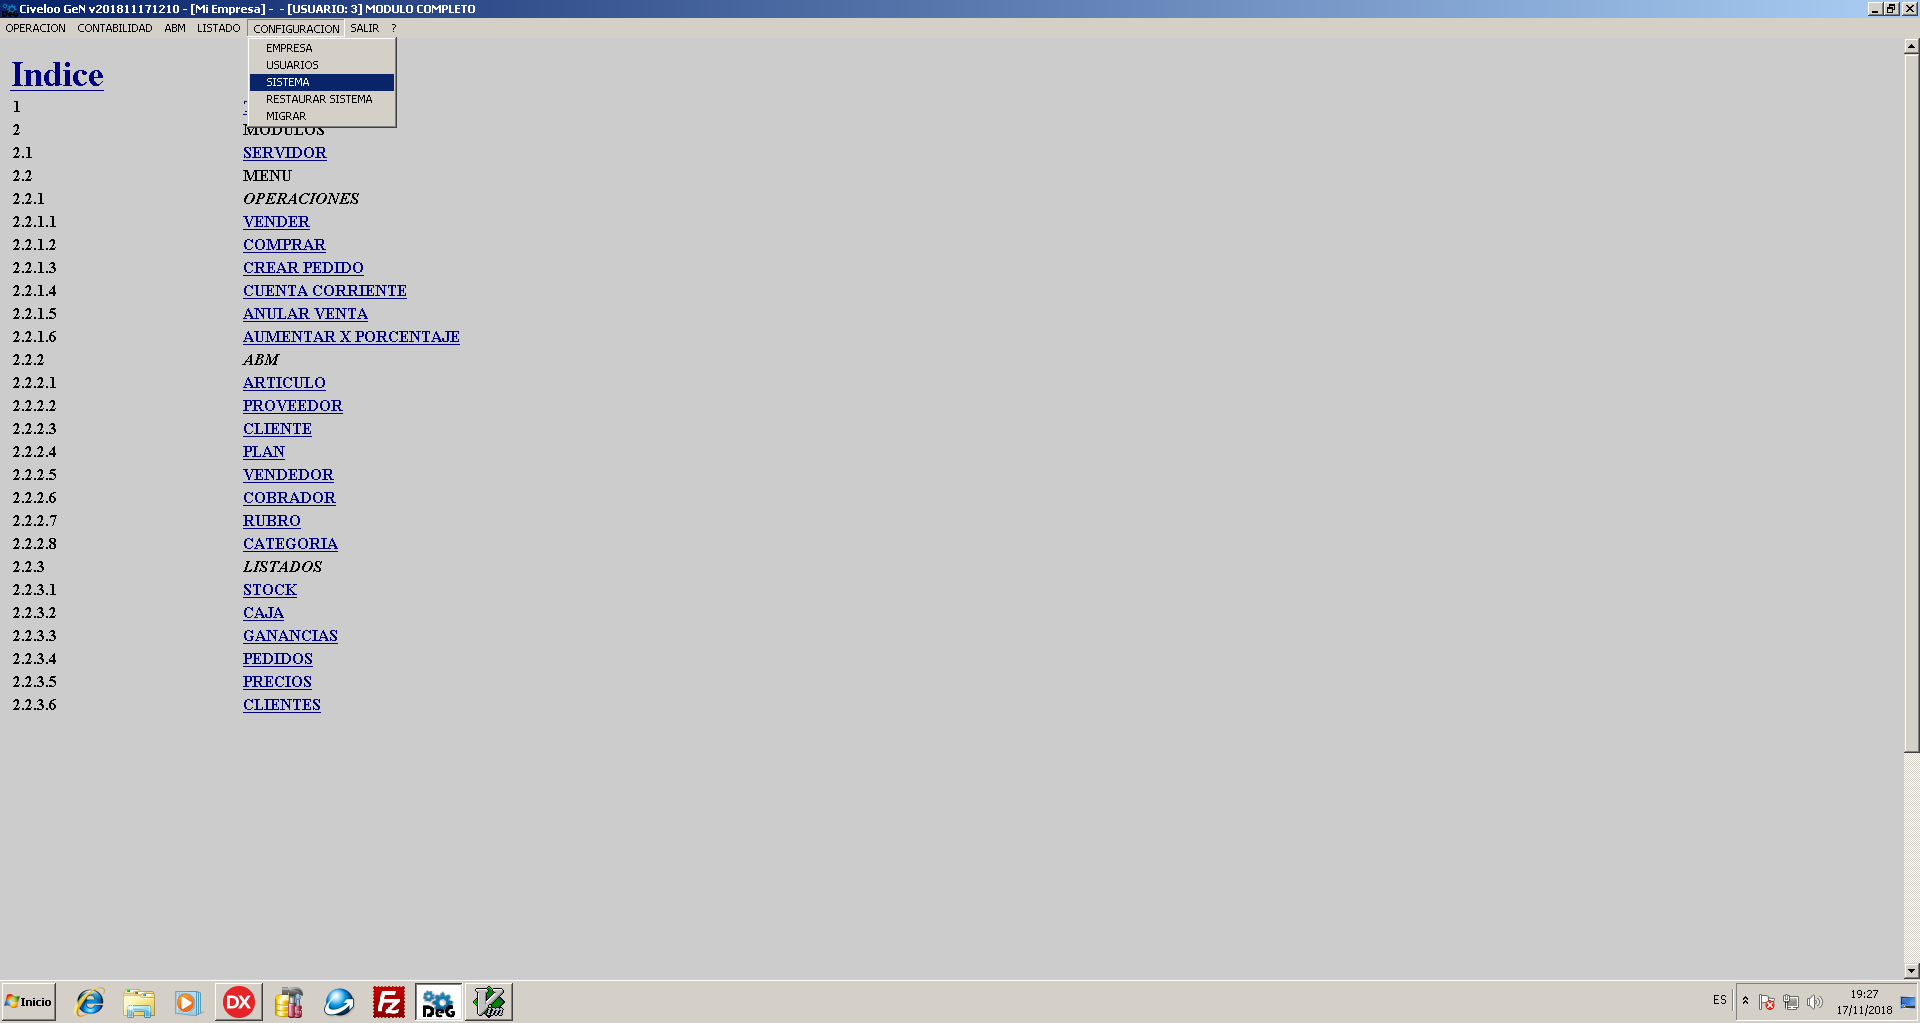 Civeloo GeN v201811171210 - [Mi Empresa] - - [USUARIO: 3] MODULO COMPLETO
OPERACION CONTABILIDAD ABM LISTADO CONFIGURACION SALIR ?
EMPRESA
USUARIOS
SISTEMA
RESTAURAR SISTEMA
MIGRAR
Indice
1
2 MODULOS
2.1 SERVIDOR
2.2 MENU
2.2.1 OPERACIONES
2.2.1.1 VENDER
2.2.1.2 COMPRAR
2.2.1.3 CREAR PEDIDO
2.2.1.4 CUENTA CORRIENTE
2.2.1.5 ANULAR VENTA
2.2.1.6 AUMENTAR X PORCENTAJE
2.2.2 ABM
2.2.2.1 ARTICULO
2.2.2.2 PROVEEDOR
2.2.2.3 CLIENTE
2.2.2.4 PLAN
2.2.2.5 VENDEDOR
2.2.2.6 COBRADOR
2.2.2.7 RUBRO
2.2.2.8 CATEGORIA
2.2.3 LISTADOS
2.2.3.1 STOCK
2.2.3.2 CAJA
2.2.3.3 GANANCIAS
2.2.3.4 PEDIDOS
2.2.3.5 PRECIOS
2.2.3.6 CLIENTES
Inicio DX FZ DeG Vim ES 19:27
17/11/2018